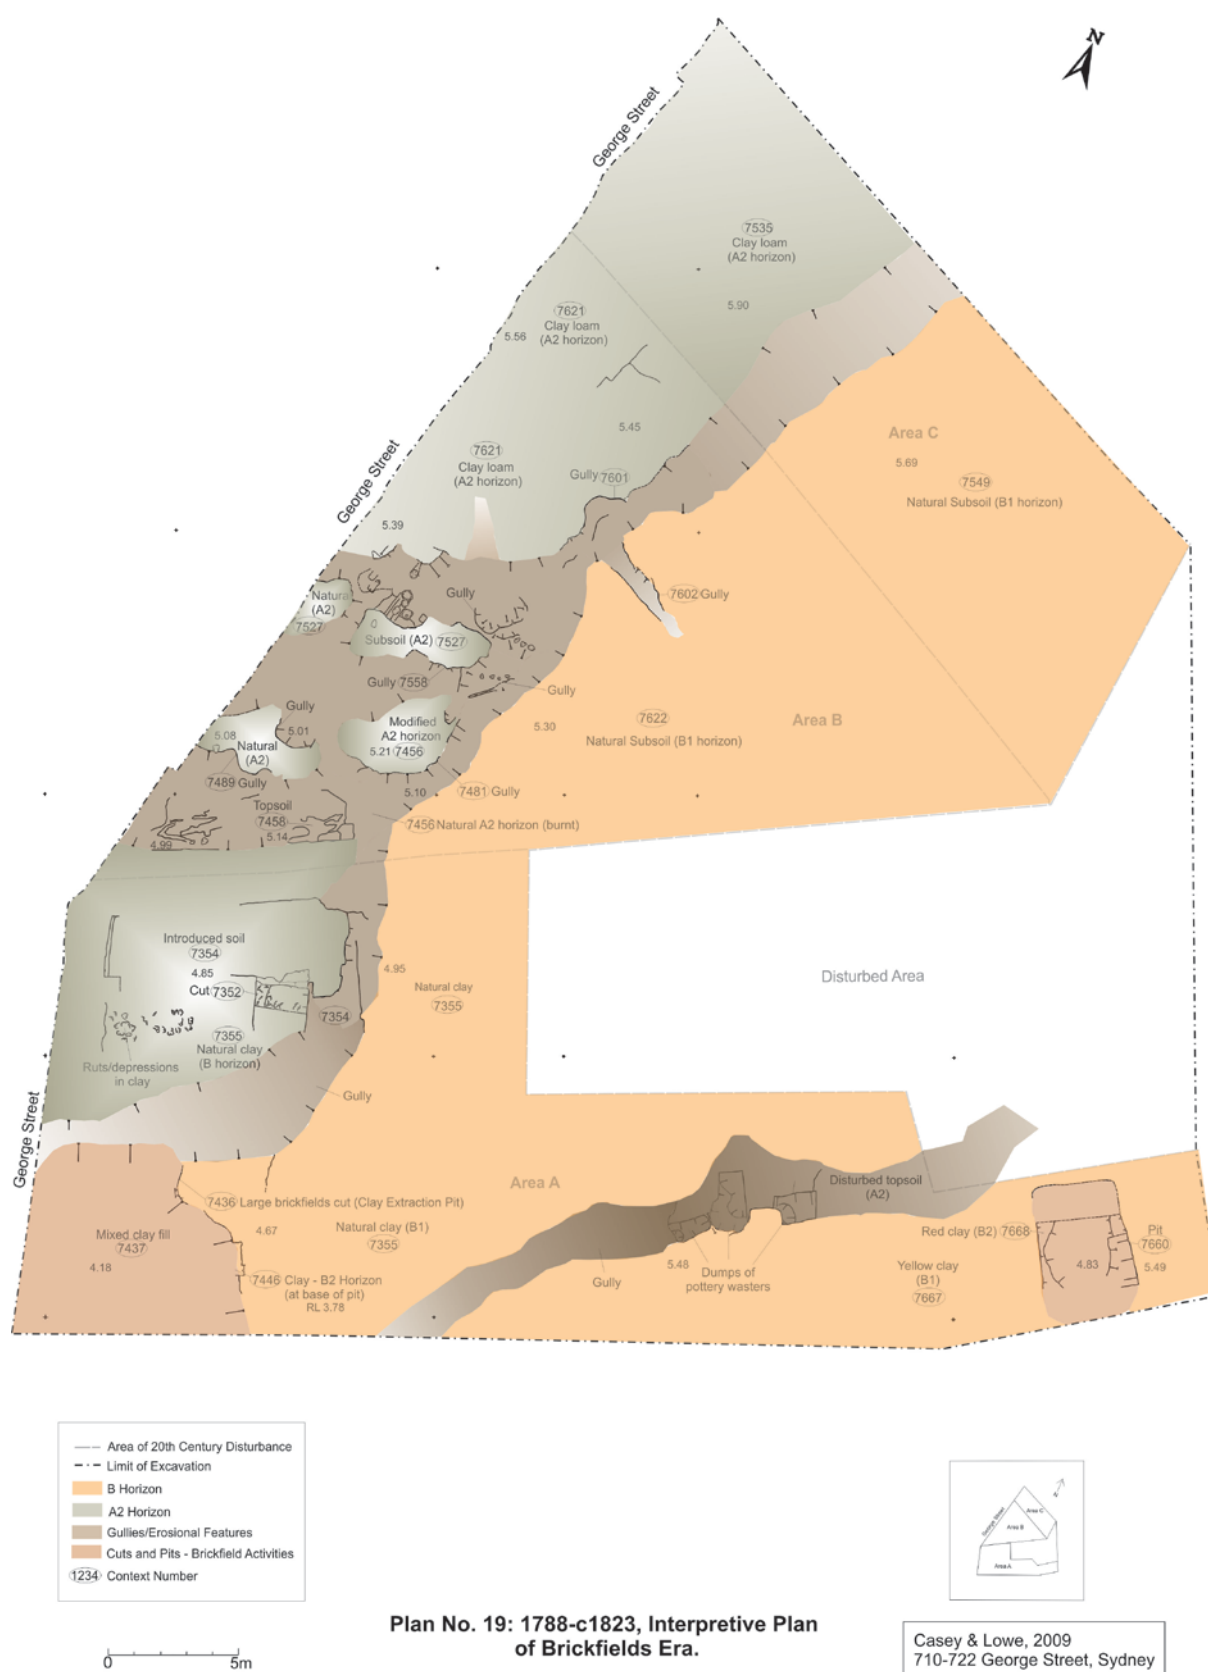 N
George Street
7535
Clay loam
(A2 horizon)
5.90
7621
Clay loam
(A2 horizon)
5.56
5.45
Area C
5.69
7549
Natural Subsoil (B1 horizon)
George Street
7621
Clay loam
(A2 horizon)
Gully 7601
5.39
7602 Gully
Natura
(A2)
7527
Gully
Subsoil (A2) 7527
Gully 7558
Gully
Gully
5.08
5.01
Natural
(A2)
7489 Gully
Modified
A2 horizon
5.21 7456
5.30
7622
Natural Subsoil (B1 horizon)
Area B
5.10
7481 Gully
Topsoil
7458
5.14
4.99
7456 Natural A2 horizon (burnt)
Introduced soil
7354
4.85
Cut 7352
4.95
Natural clay
7355
Disturbed Area
7354
7355
Natural clay
(B horizon)
Ruts/depressions
in clay
Gully
George Street
Area A
Disturbed topsoil
(A2)
7436 Large brickfields cut (Clay Extraction Pit)
4.67
Natural clay (B1)
7355
Mixed clay fill
7437
4.18
7446 Clay - B2 Horizon
(at base of pit)
RL 3.78
Gully
5.48
Dumps of
pottery wasters
Red clay (B2) 7668
Yellow clay
(B1)
7667
4.83
Pit
7660
5.49
Area of 20th Century Disturbance
Limit of Excavation
B Horizon
A2 Horizon
Gullies/Erosional Features
Cuts and Pits - Brickfield Activities
1234 Context Number
N
George Street
Area C
Area B
Area A
Plan No. 19: 1788-c1823, Interpretive Plan
of Brickfields Era.
0 5m
Casey & Lowe, 2009
710-722 George Street, Sydney